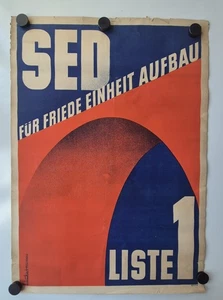 SED
FÜR FRIEDE EINHEIT AUFBAU
LISTE 1